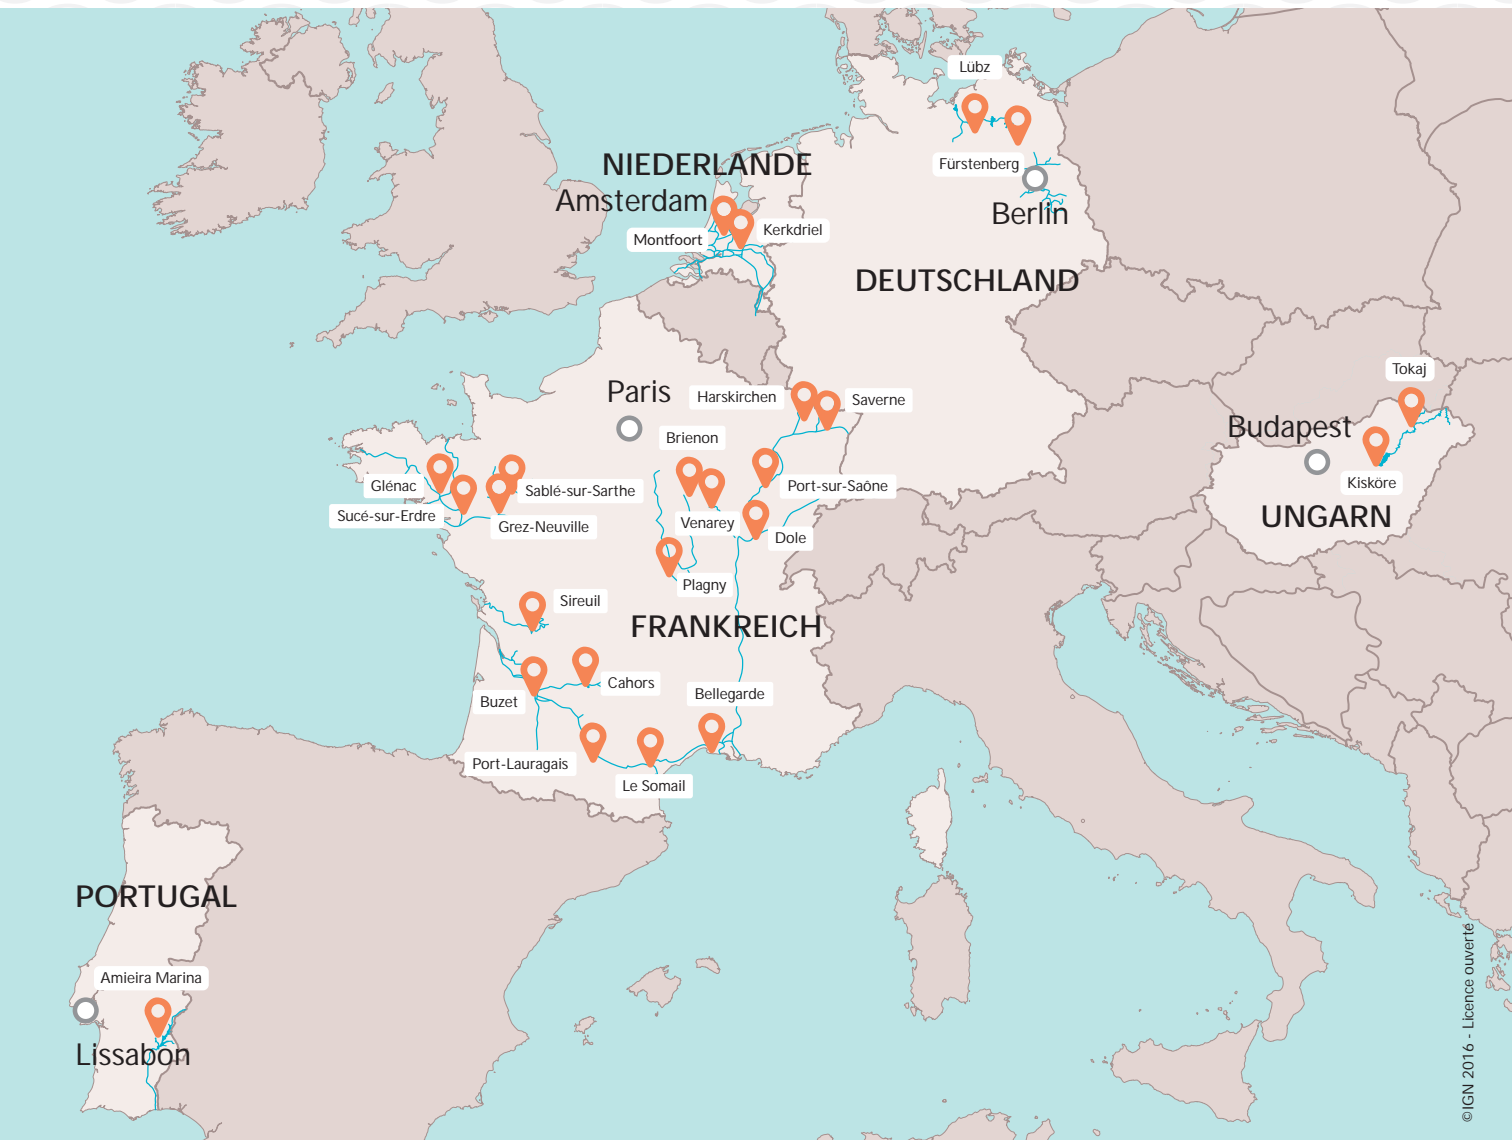 Lübz
NIEDERLANDE
Fürstenberg
Amsterdam
Berlin
Kerkdriel
Montfoort
DEUTSCHLAND
Tokaj
Paris
Harskirchen
Saverne
Budapest
Brienon
Glénac
Sablé-sur-Sarthe
Port-sur-Saône
Kisköre
Sucé-sur-Erdre
Grez-Neuville
Venarey
UNGARN
Dole
Plagny
Sireuil
FRANKREICH
Cahors
Bellegarde
Buzet
Port-Lauragais
Le Somail
PORTUGAL
Amieira Marina
Lissabon
©IGN 2016 - Licence ouverte